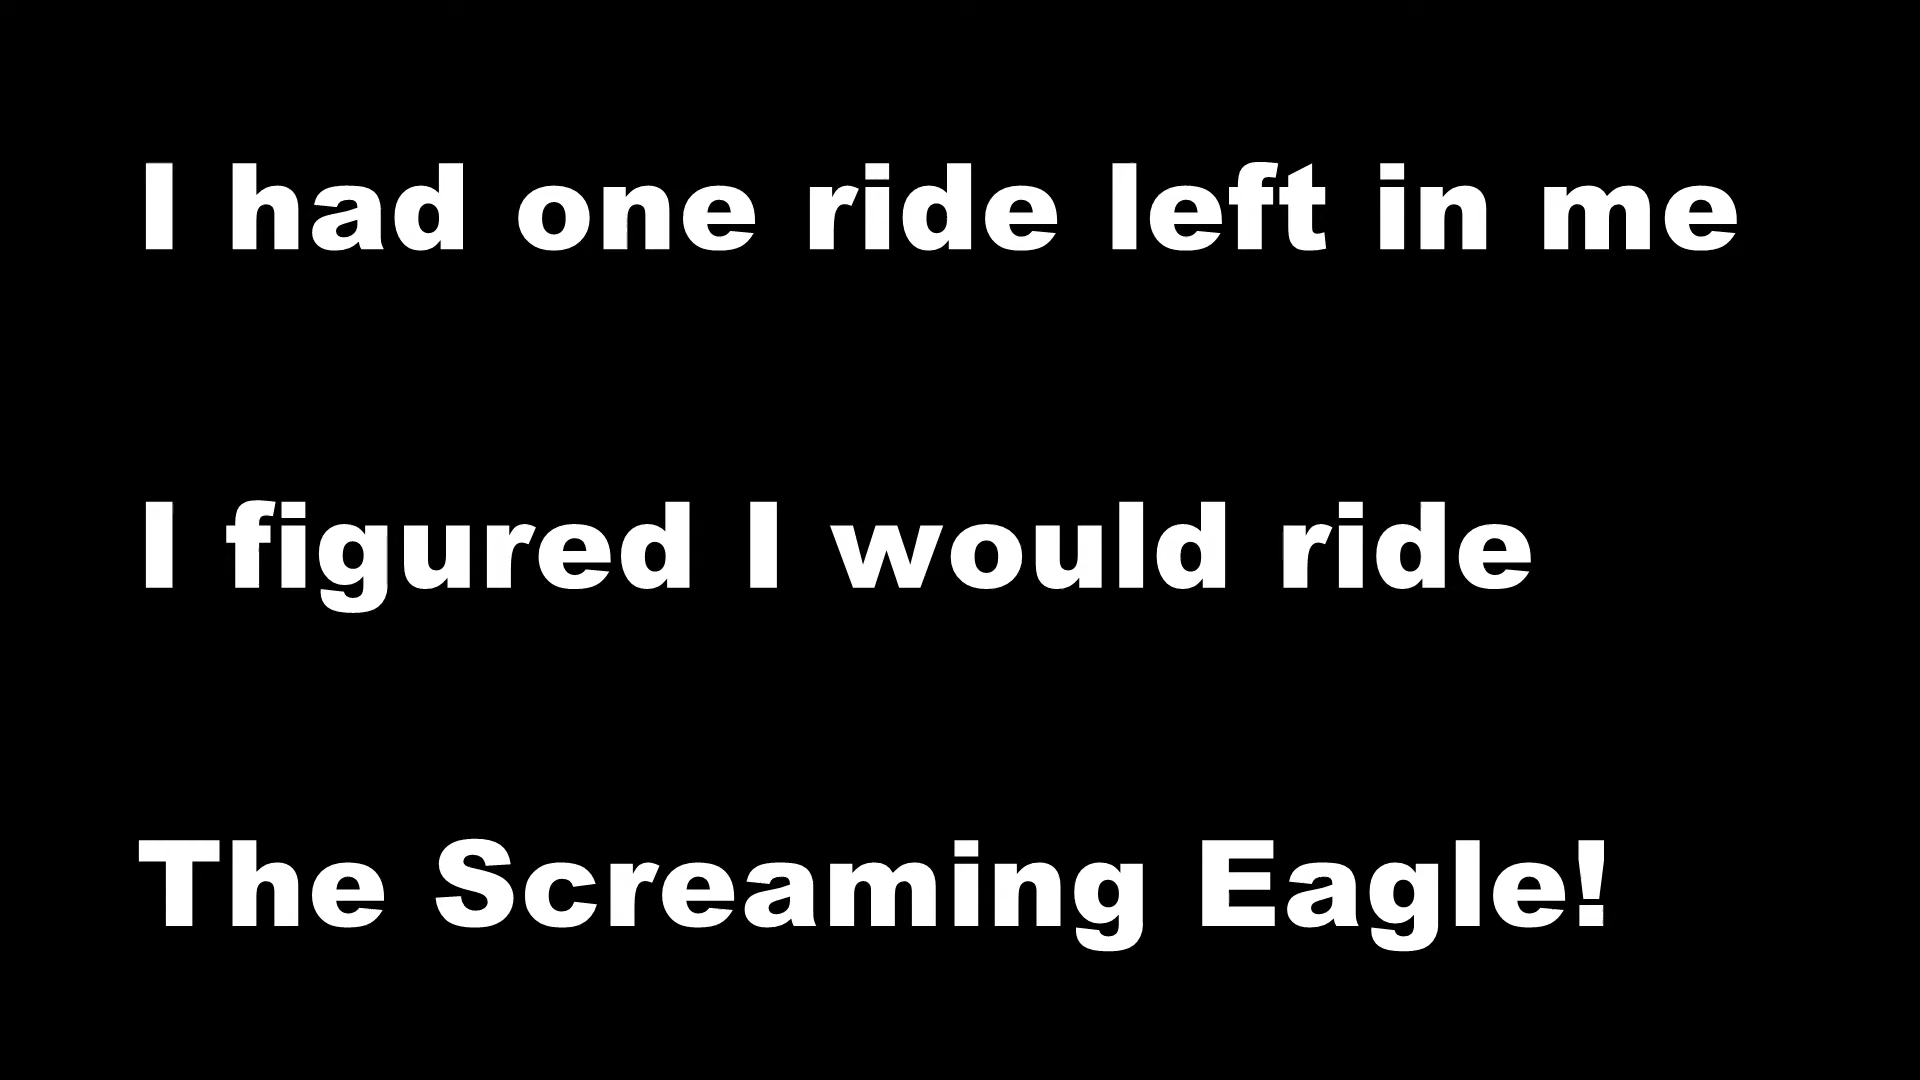 I had one ride left in me
I figured I would ride
The Screaming Eagle!